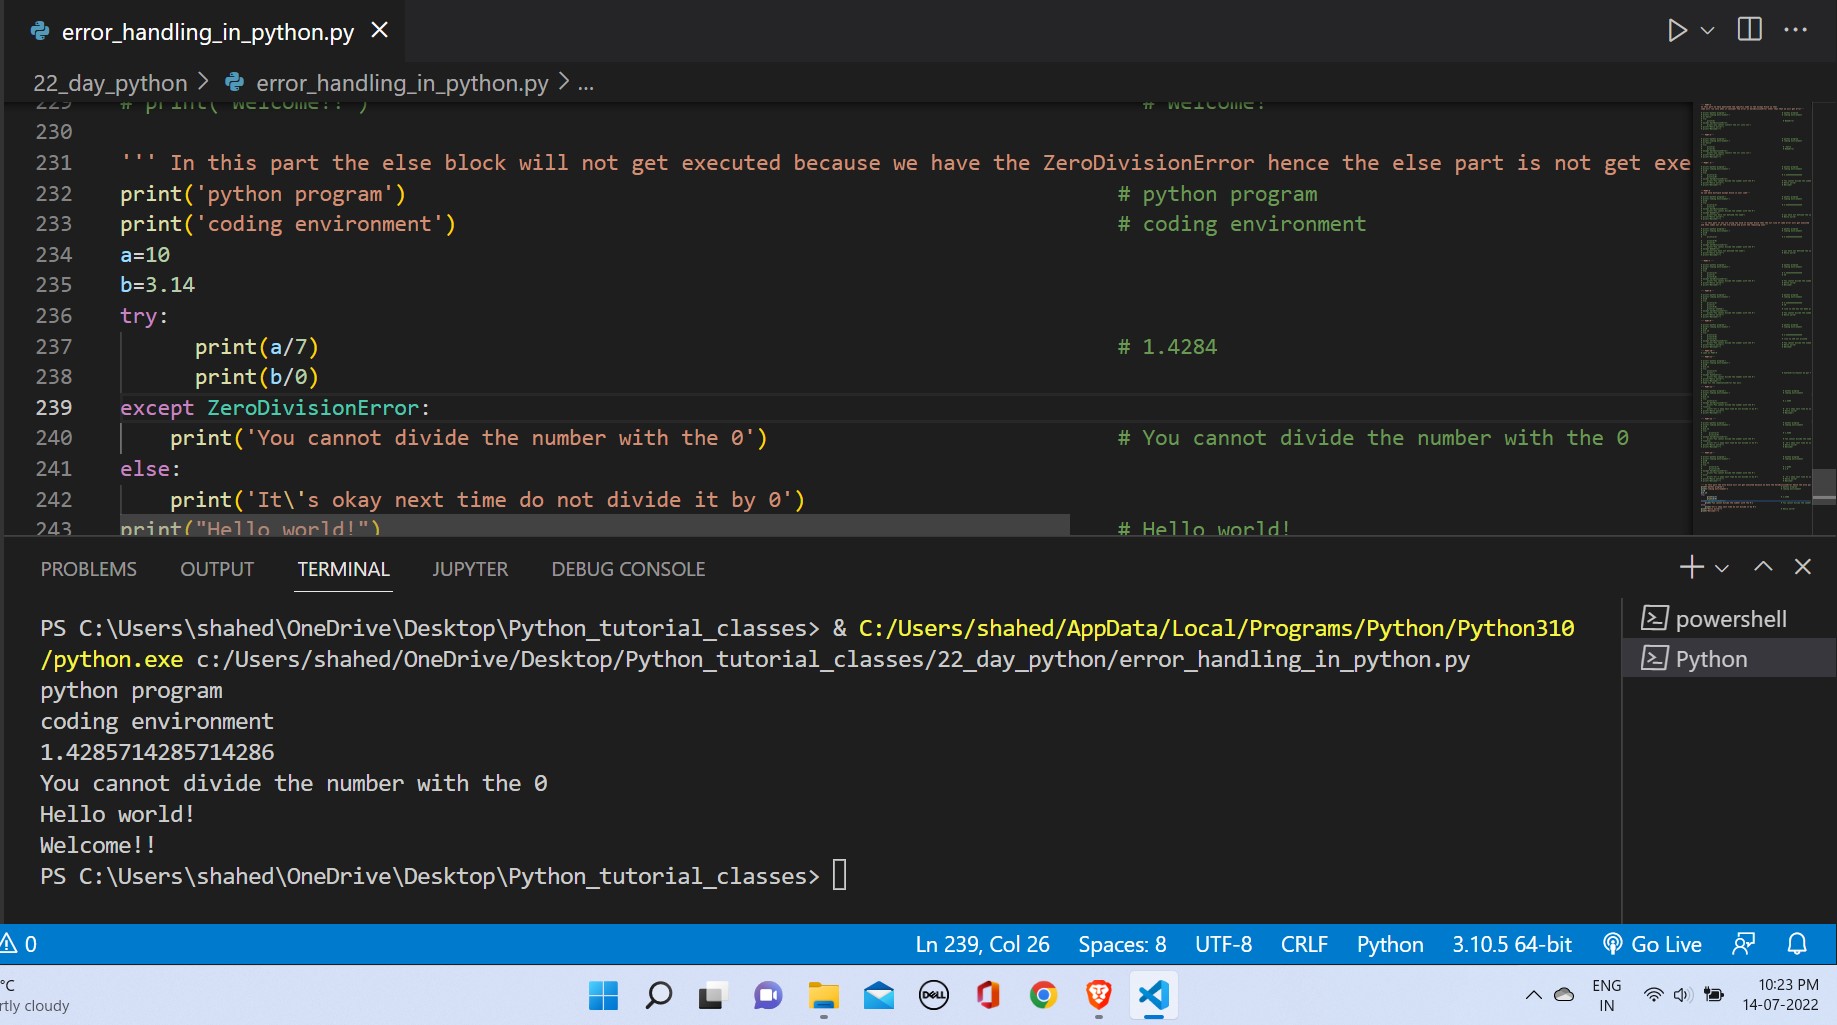 error_handling_in_python.py
22_day_python > error_handling_in_python.py > ...
229 # print("Welcome!!") # Welcome!
230
231 ''' In this part the else block will not get executed because we have the ZeroDivisionError hence the else part is not get exe
232 print('python program') # python program
233 print('coding environment') # coding environment
234 a=10
235 b=3.14
236 try:
237 print(a/7) # 1.4284
238 print(b/0)
239 except ZeroDivisionError:
240 print('You cannot divide the number with the 0') # You cannot divide the number with the 0
241 else:
242 print('It\'s okay next time do not divide it by 0')
243 print("Hello world!") # Hello world!
PROBLEMS OUTPUT TERMINAL JUPYTER DEBUG CONSOLE
PS C:\Users\shahed\OneDrive\Desktop\Python_tutorial_classes> & C:/Users/shahed/AppData/Local/Programs/Python/Python310
/python.exe c:/Users/shahed/OneDrive/Desktop/Python_tutorial_classes/22_day_python/error_handling_in_python.py
python program
coding environment
1.4285714285714286
You cannot divide the number with the 0
Hello world!
Welcome!!
PS C:\Users\shahed\OneDrive\Desktop\Python_tutorial_classes>
powershell
Python
0 Ln 239, Col 26 Spaces: 8 UTF-8 CRLF Python 3.10.5 64-bit Go Live
°C
rtly cloudy
DELL
ENG
IN
10:23 PM
14-07-2022